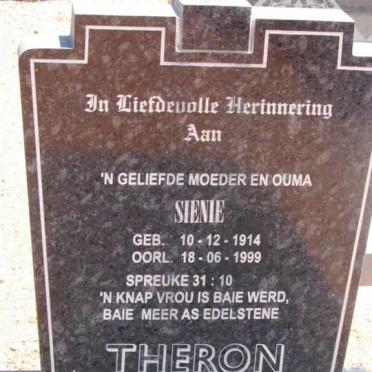 In Liefdevolle Herinnering
Aan
'N GELIEFDE MOEDER EN OUMA
SIENIE
GEB. 10 - 12 - 1914
OORL. 18 - 06 - 1999
SPREUKE 31 : 10
'N KNAP VROU IS BAIE WERD,
BAIE MEER AS EDELSTENE
THERON